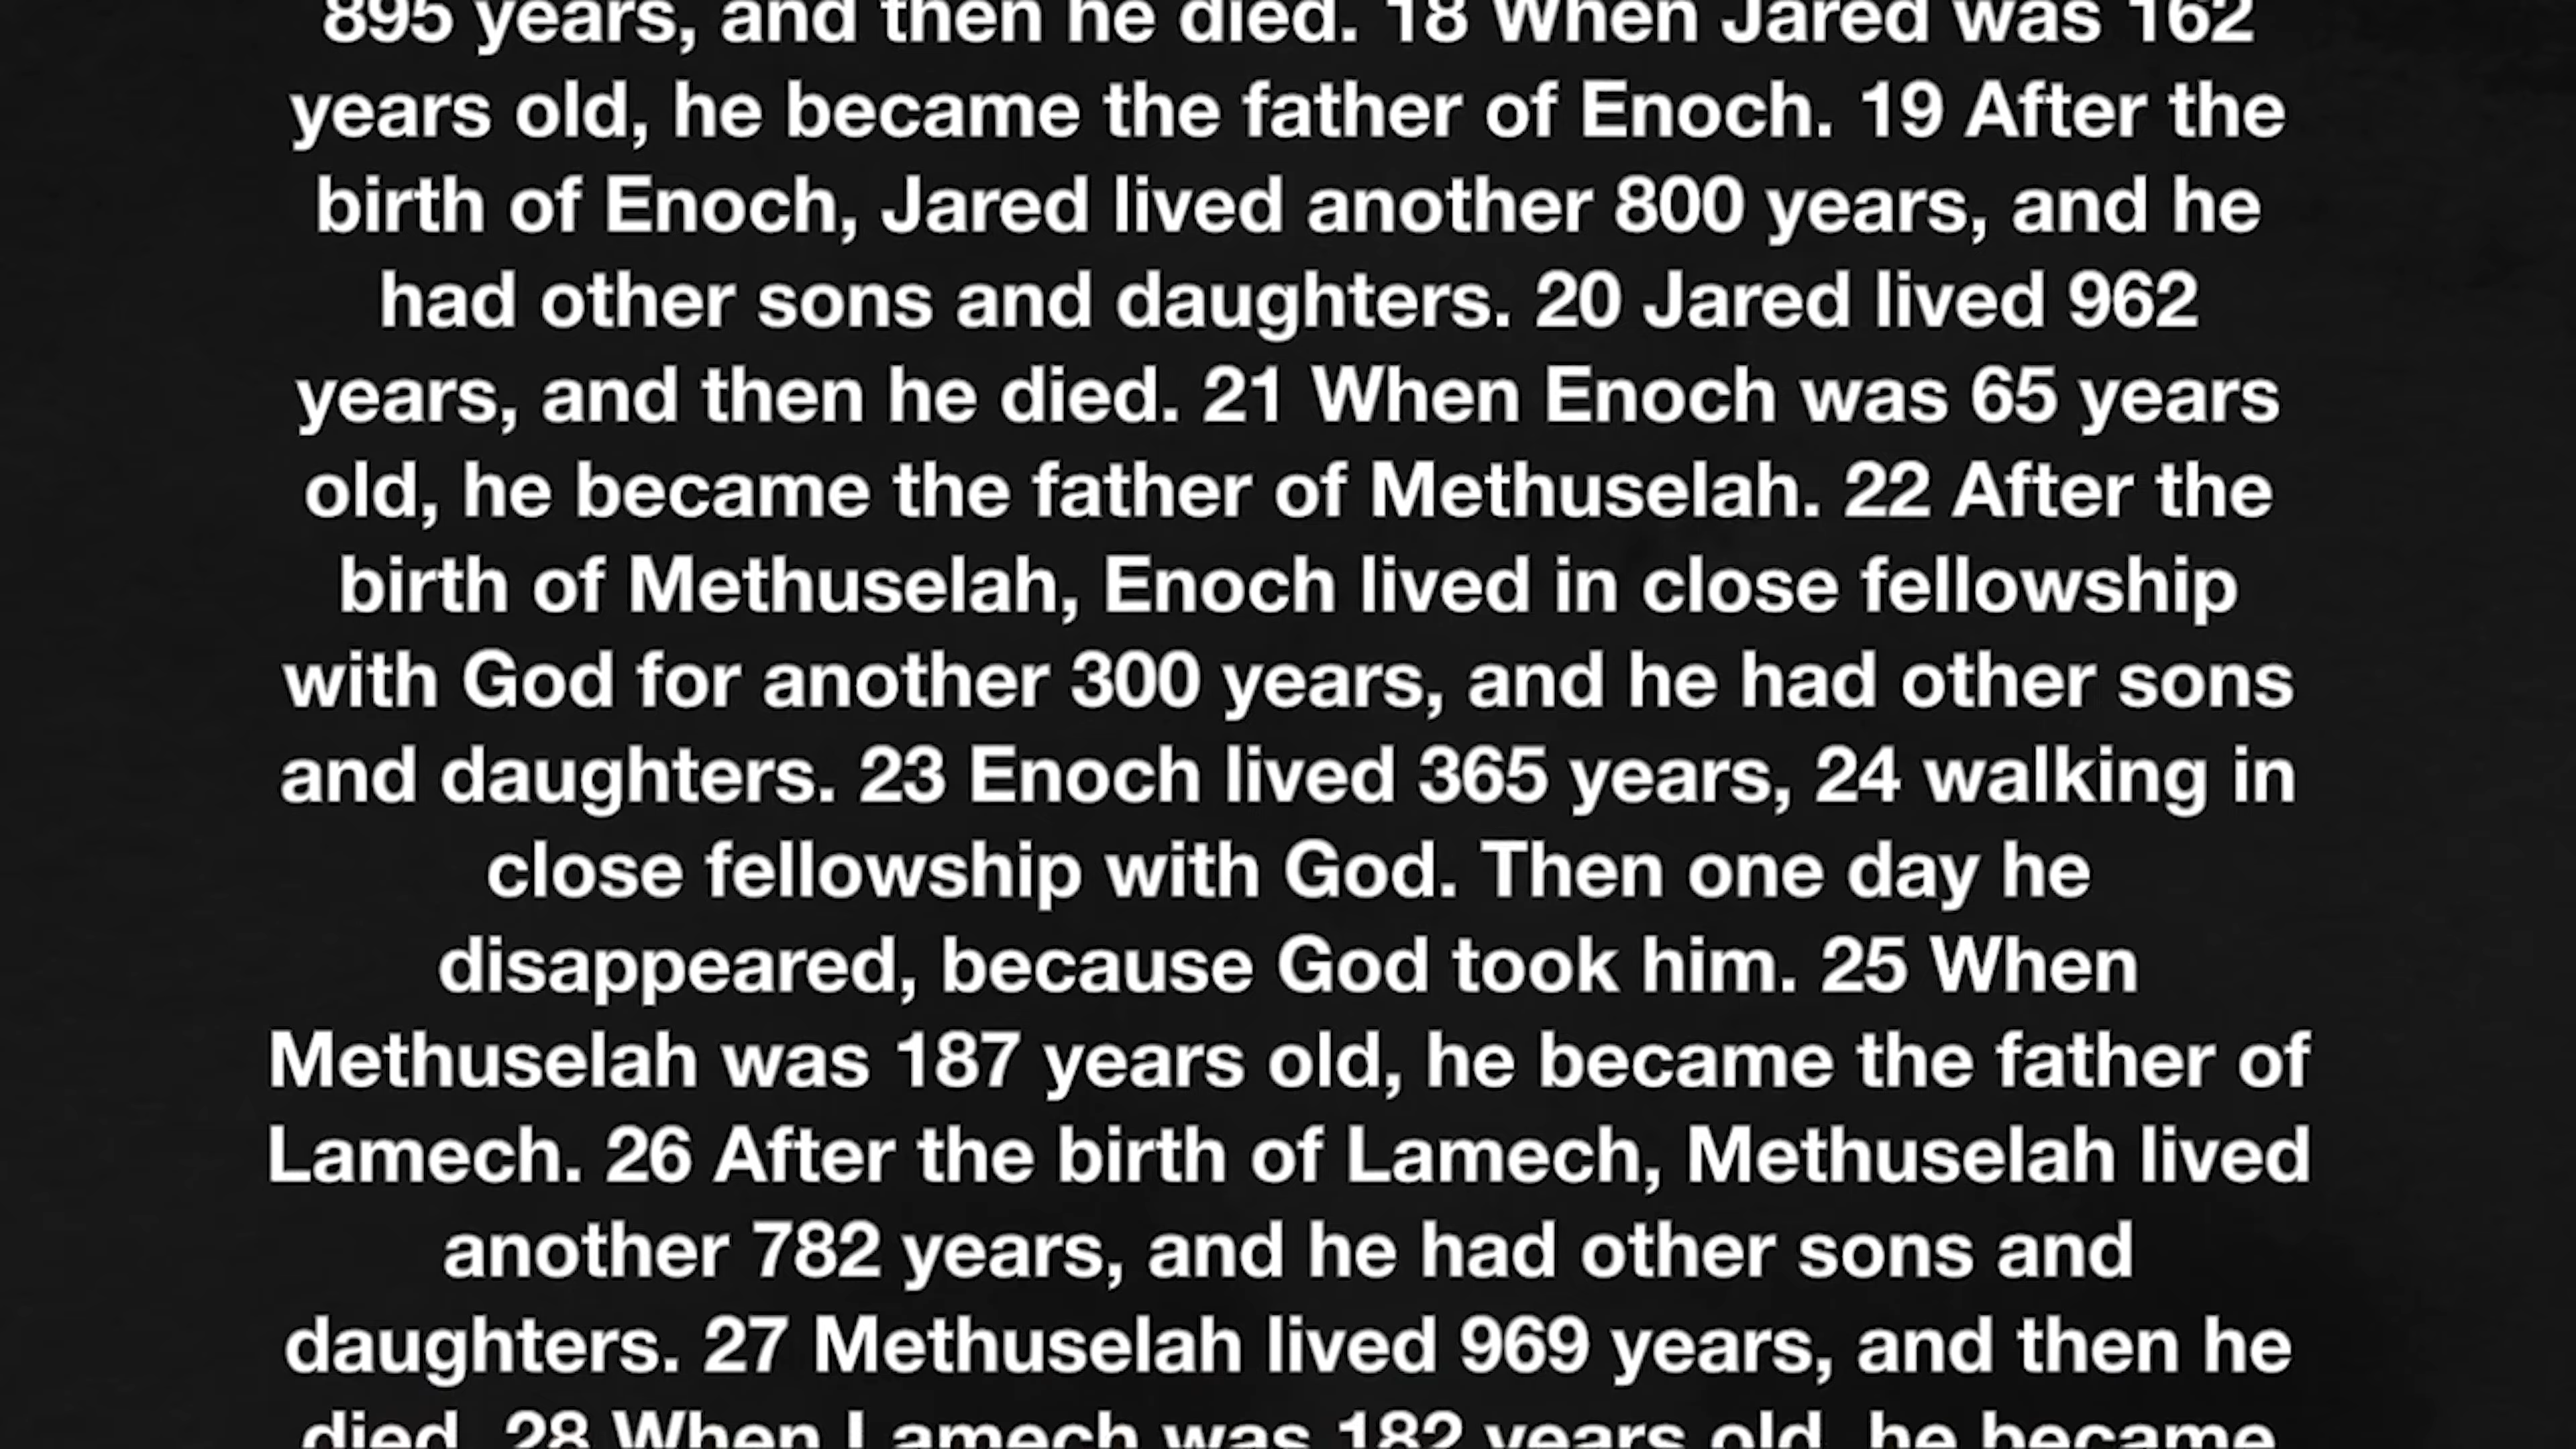 895 years, and then he died. 18 When Jared was 162
years old, he became the father of Enoch. 19 After the
birth of Enoch, Jared lived another 800 years, and he
had other sons and daughters. 20 Jared lived 962
years, and then he died. 21 When Enoch was 65 years
old, he became the father of Methuselah. 22 After the
birth of Methuselah, Enoch lived in close fellowship
with God for another 300 years, and he had other sons
and daughters. 23 Enoch lived 365 years, 24 walking in
close fellowship with God. Then one day he
disappeared, because God took him. 25 When
Methuselah was 187 years old, he became the father of
Lamech. 26 After the birth of Lamech, Methuselah lived
another 782 years, and he had other sons and
daughters. 27 Methuselah lived 969 years, and then he
died. 28 When Lamech was 182 years old, he became